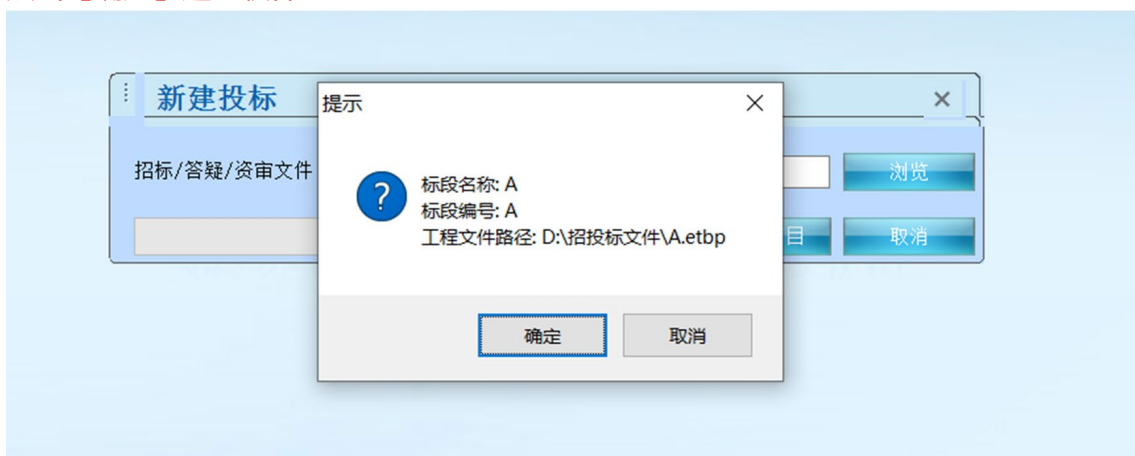 新建投标
提示
招标/答疑/资审文件
浏览
标段名称: A
标段编号: A
工程文件路径: D:\招投标文件\A.etbp
目
取消
确定
取消